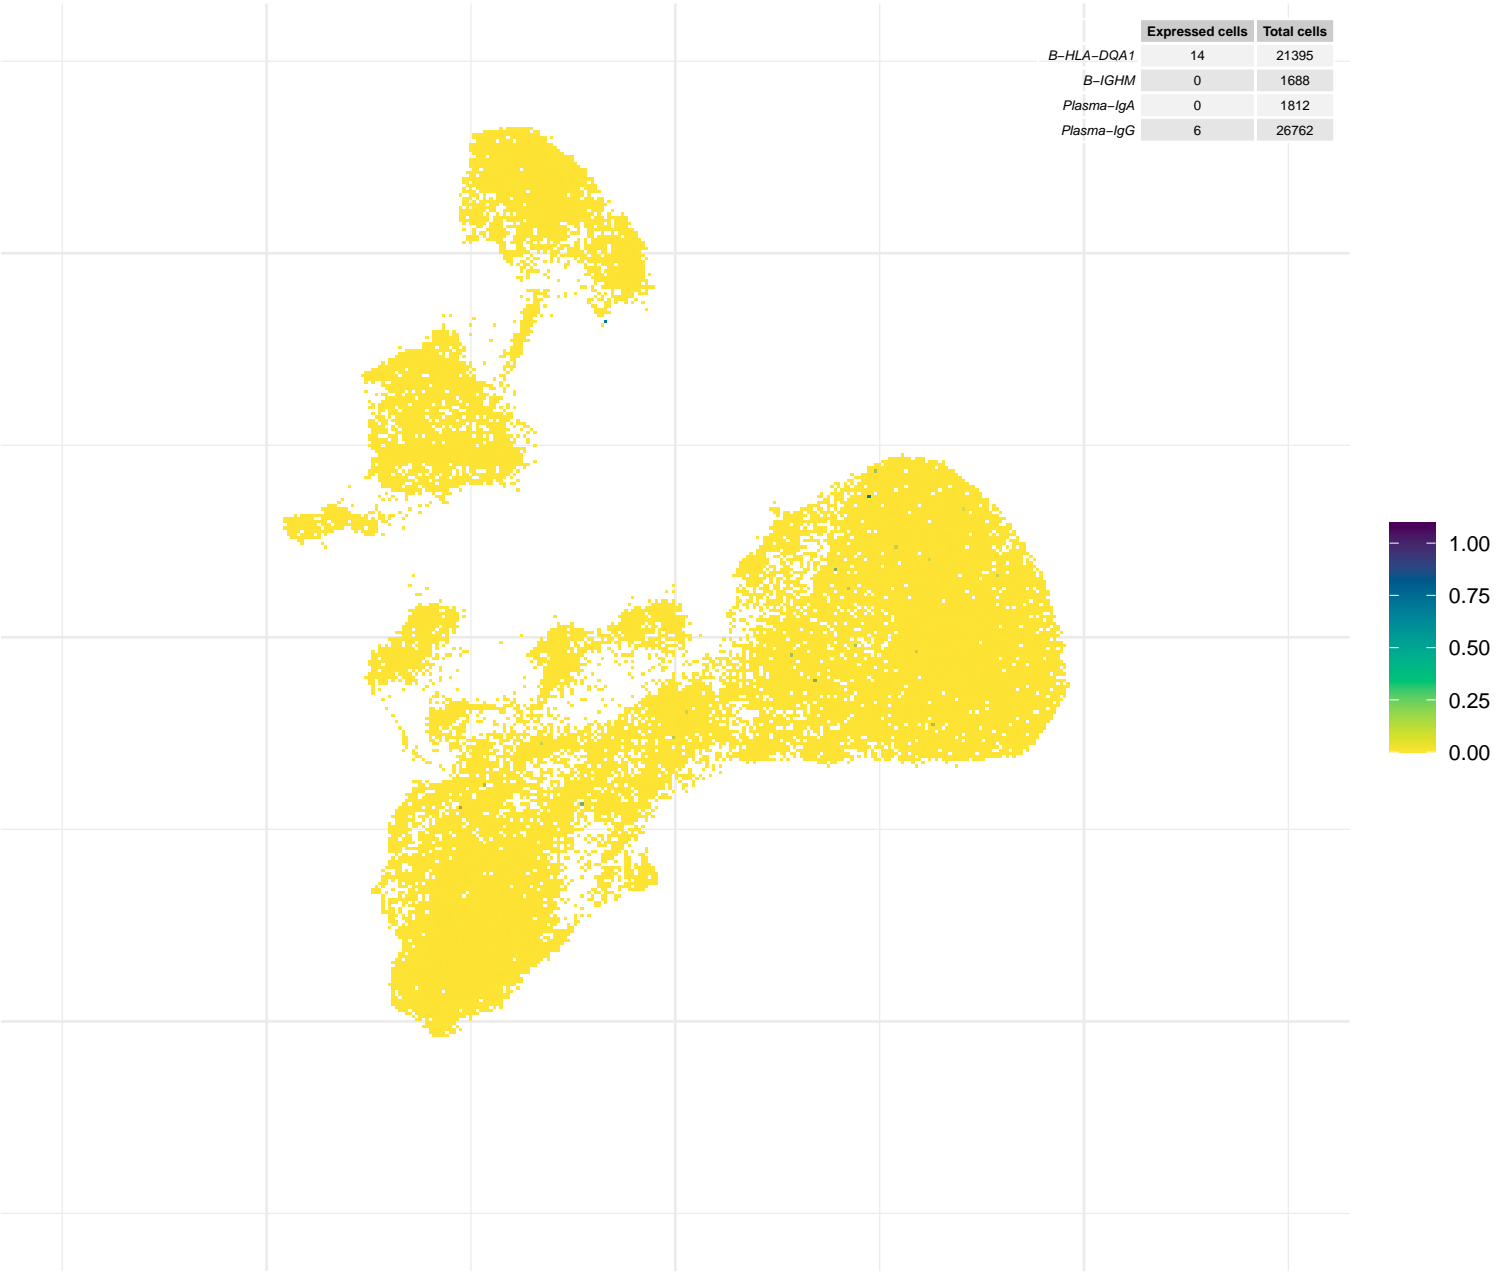 Expressed cells Total cells
B−HLA−DQA1 14 21395
B−IGHM 0 1688
Plasma−IgA 0 1812
Plasma−IgG 6 26762
1.00
0.75
0.50
0.25
0.00